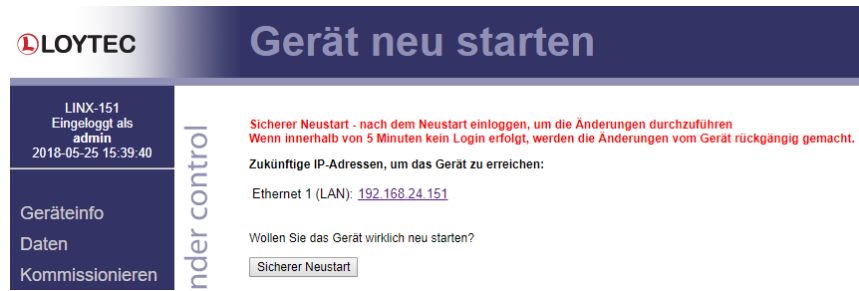 LOYTEC
Gerät neu starten
LINX-151
Eingeloggt als
admin
2018-05-25 15:39:40
Geräteinfo
Daten
Kommissionieren
nder control
Sicherer Neustart - nach dem Neustart einloggen, um die Änderungen durchzuführen
Wenn innerhalb von 5 Minuten kein Login erfolgt, werden die Änderungen vom Gerät rückgängig gemacht.
Zukünftige IP-Adressen, um das Gerät zu erreichen:
Ethernet 1 (LAN): 192.168.24.151
Wollen Sie das Gerät wirklich neu starten?
Sicherer Neustart